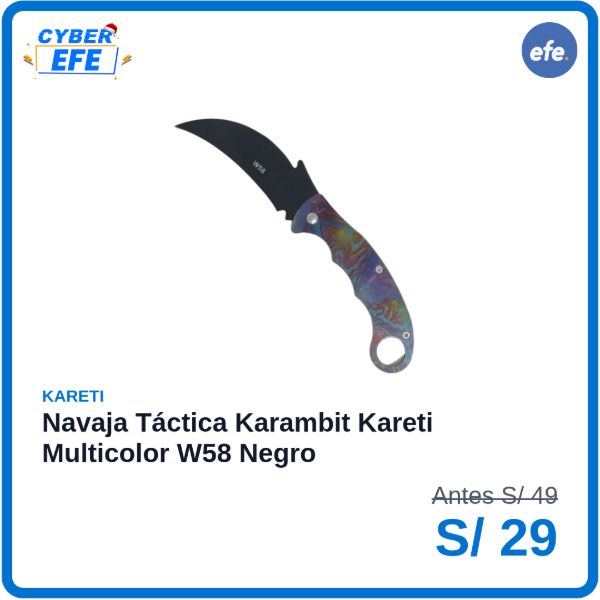 CYBER
EFE
efe.
W58
KARETI
Navaja Táctica Karambit Kareti
Multicolor W58 Negro
Antes S/ 49
S/ 29